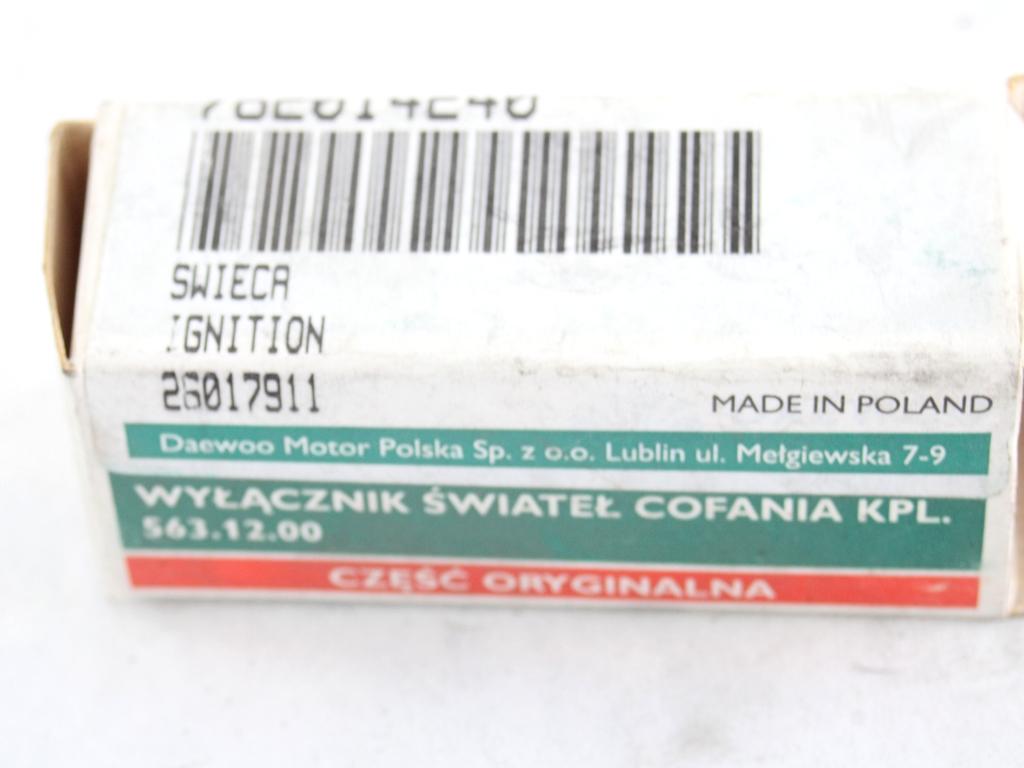 SWIECA
IGNITION
26017911
MADE IN POLAND
Daewoo Motor Polska Sp. z o.o. Lublin ul. Mełgiewska 7-9
WYŁĄCZNIK ŚWIATEŁ COFANIA KPL.
563.12.00
CZĘŚĆ ORYGINALNA